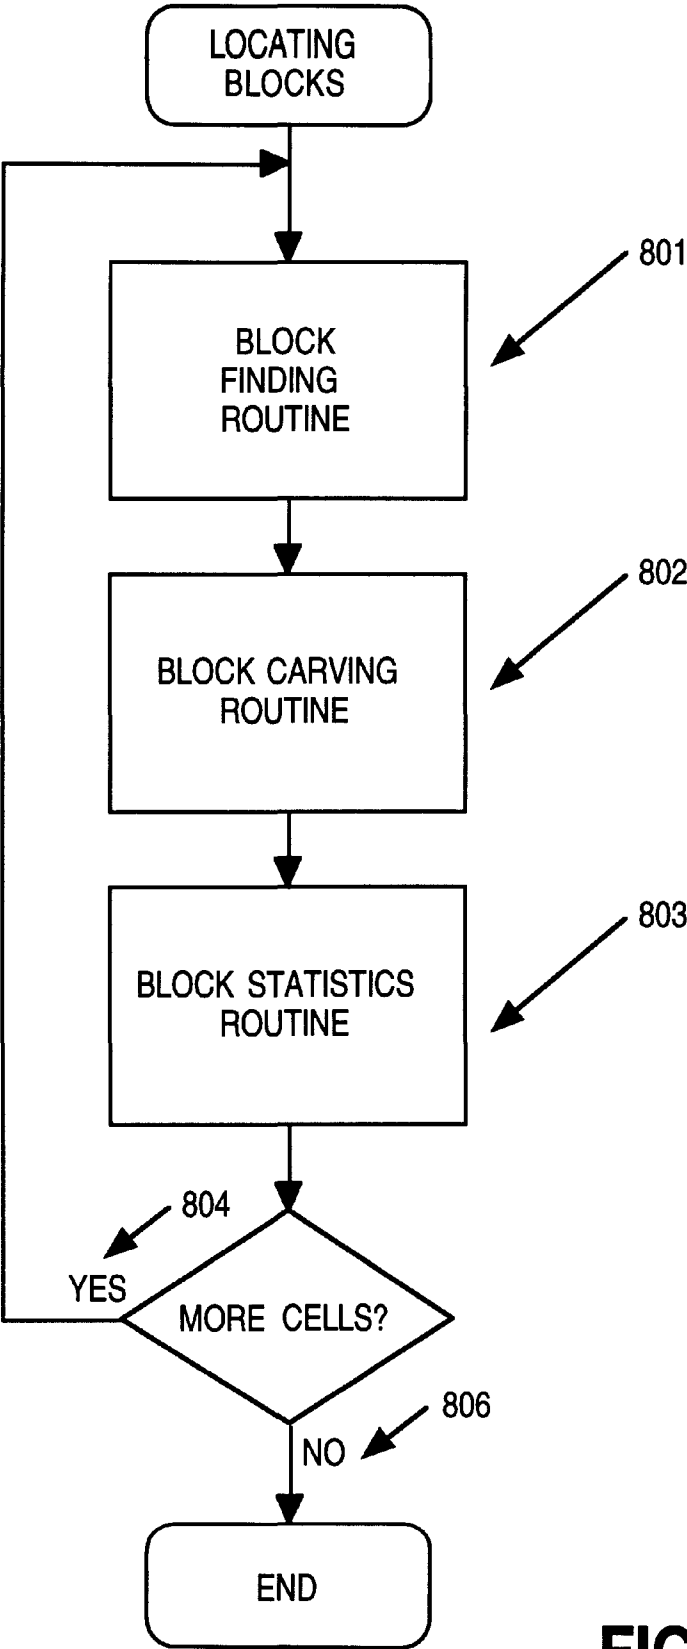 LOCATING
BLOCKS
801
BLOCK
FINDING
ROUTINE
802
BLOCK CARVING
ROUTINE
803
BLOCK STATISTICS
ROUTINE
804
YES
MORE CELLS?
806
NO
END